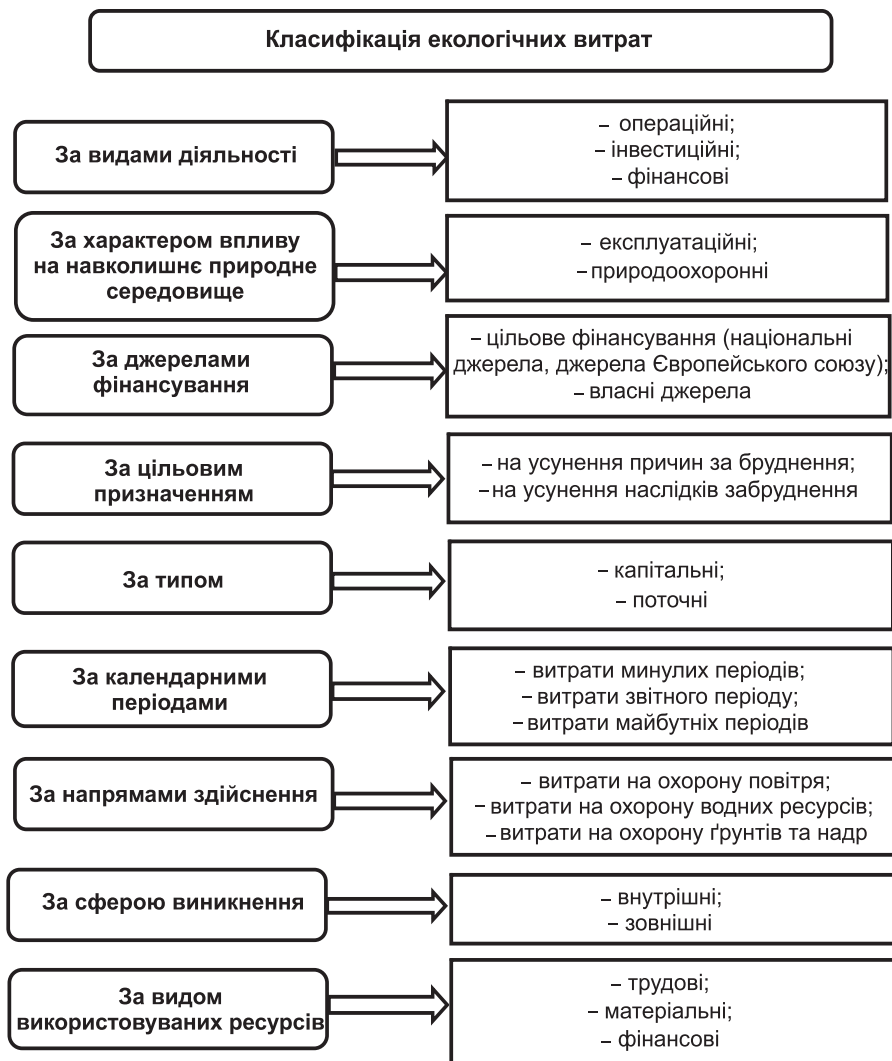 Класифікація екологічних витрат
За видами діяльності
– операційні;
– інвестиційні;
– фінансові
За характером впливу
на навколишнє природне
середовище
– експлуатаційні;
– природоохоронні
За джерелами
фінансування
– цільове фінансування (національні
джерела, джерела Європейського союзу);
– власні джерела
За цільовим
призначенням
– на усунення причин за бруднення;
– на усунення наслідків забруднення
За типом
– капітальні;
– поточні
За календарними
періодами
– витрати минулих періодів;
– витрати звітного періоду;
– витрати майбутніх періодів
За напрямами здійснення
– витрати на охорону повітря;
– витрати на охорону водних ресурсів;
– витрати на охорону ґрунтів та надр
За сферою виникнення
– внутрішні;
– зовнішні
За видом
використовуваних ресурсів
– трудові;
– матеріальні;
– фінансові